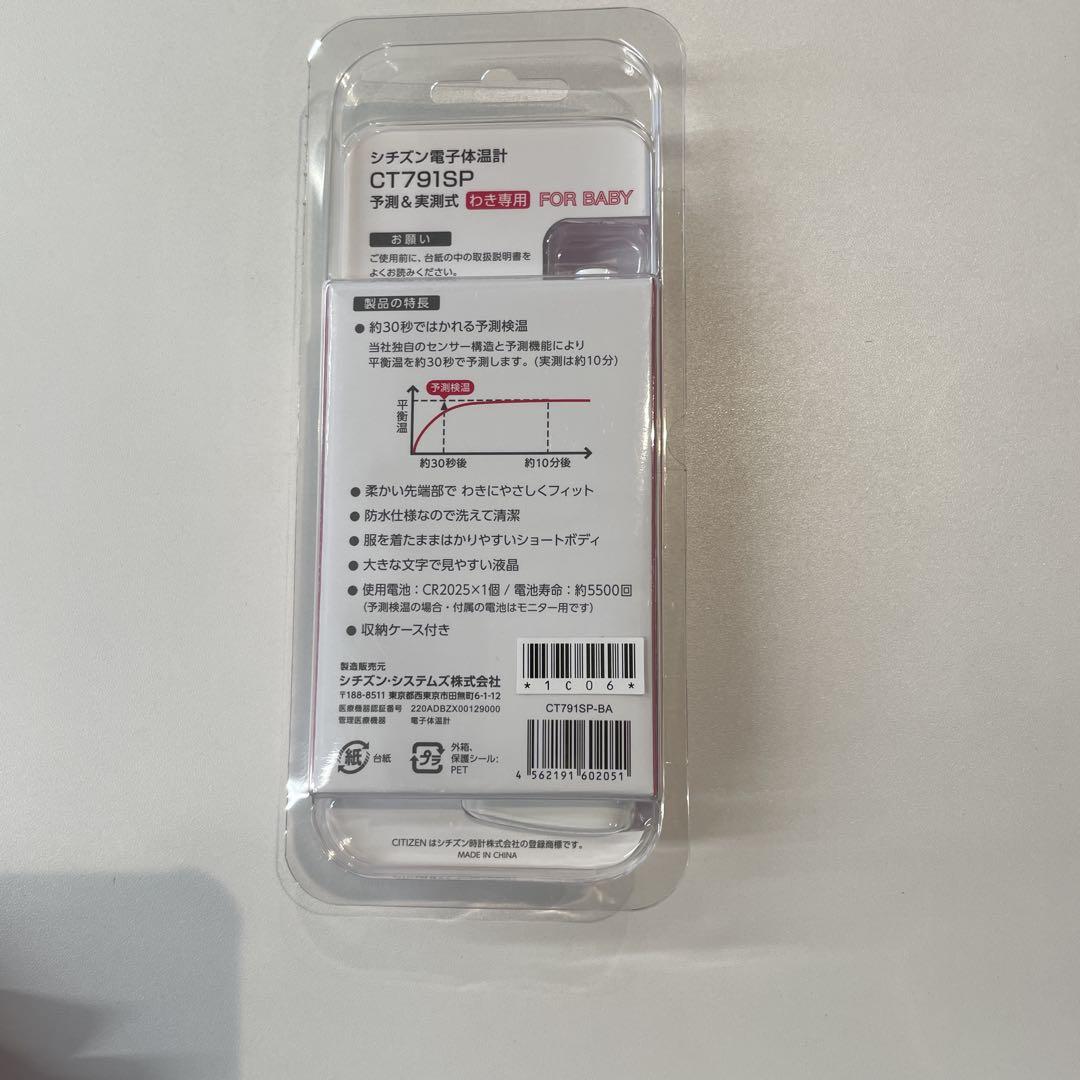 シチズン電子体温計
CT791SP
予測＆実測式 わき専用 FOR BABY
お願い
ご使用前に、台紙の中の取扱説明書を
よくお読みください。
製品の特長
● 約30秒ではかれる予測検温
当社独自のセンサー構造と予測機能により
平衡温を約30秒で予測します。(実測は約10分)
予測検温
平衡温
約30秒後 約10分後
● 柔かい先端部で わきにやさしくフィット
● 防水仕様なので洗えて清潔
● 服を着たままはかりやすいショートボディ
● 大きな文字で見やすい液晶
● 使用電池：CR2025×1個 / 電池寿命：約5500回
(予測検温の場合・付属の電池はモニター用です)
● 収納ケース付き
製造販売元
シチズン・システムズ株式会社
〒188-8511 東京都西東京市田無町6-1-12
医療機器認証番号 220ADBZX00129000
管理医療機器 電子体温計
*1C06*
CT791SP-BA
4 562191 602051
紙 台紙
プラ 外箱、
保護シール:
PET
CITIZEN はシチズン時計株式会社の登録商標です。
MADE IN CHINA